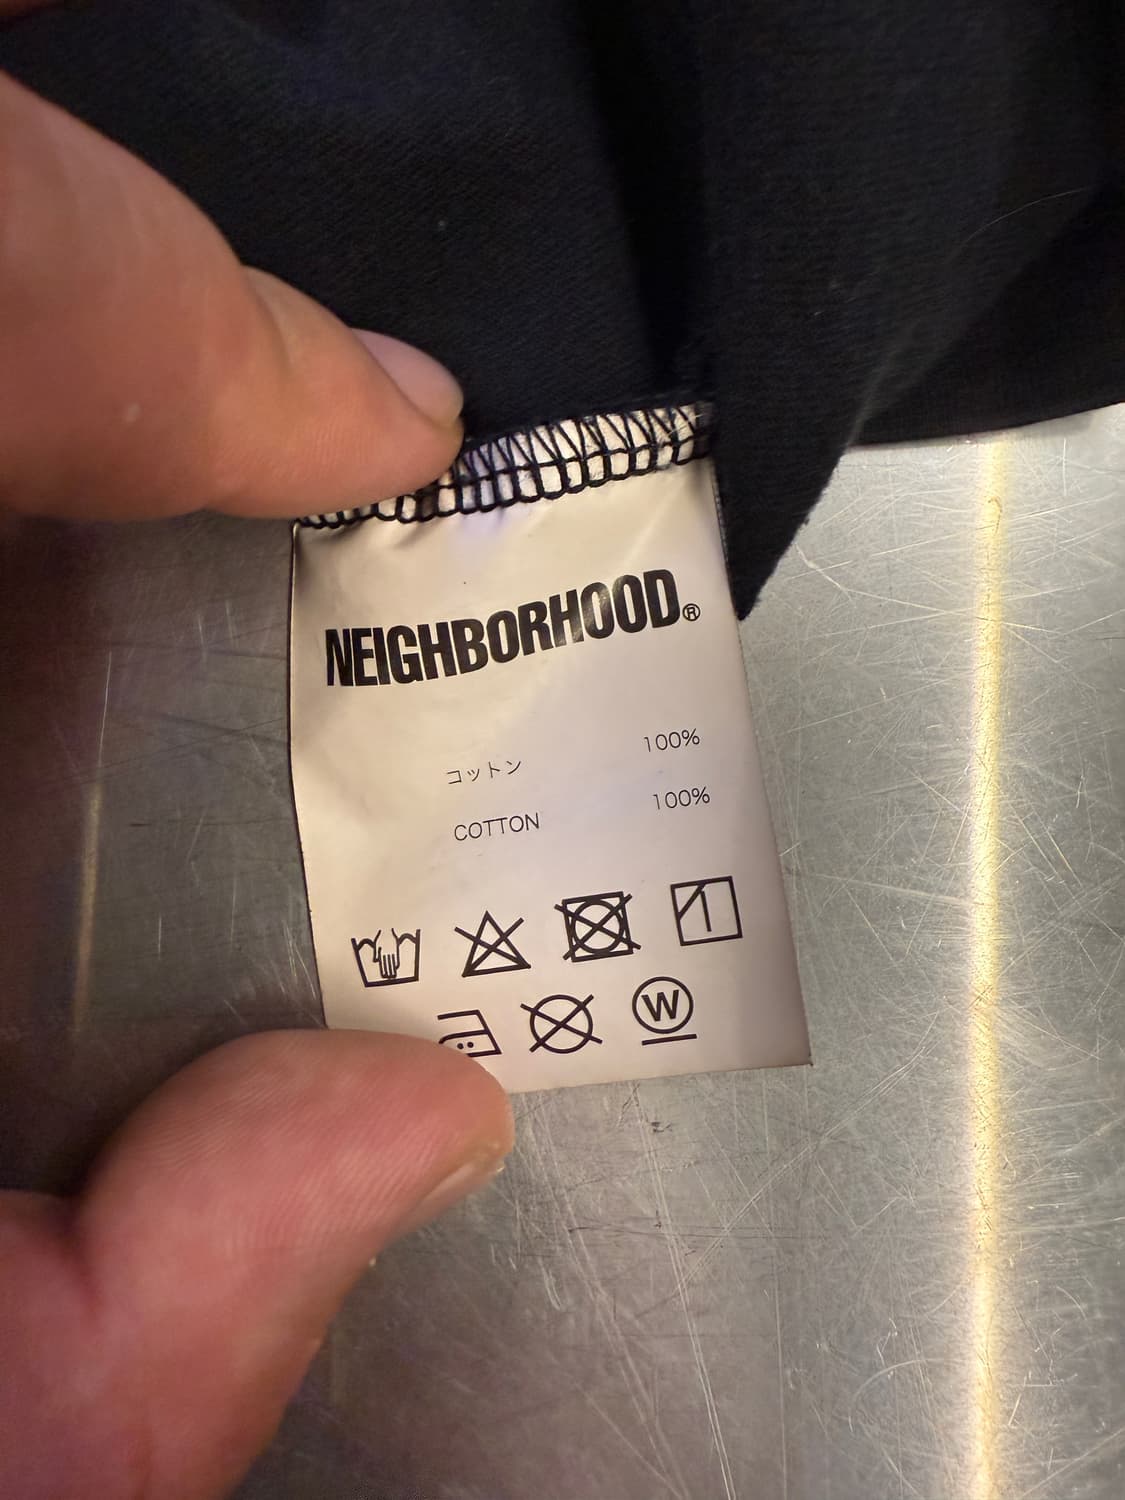 NEIGHBORHOOD®
コットン 100%
COTTON 100%
W